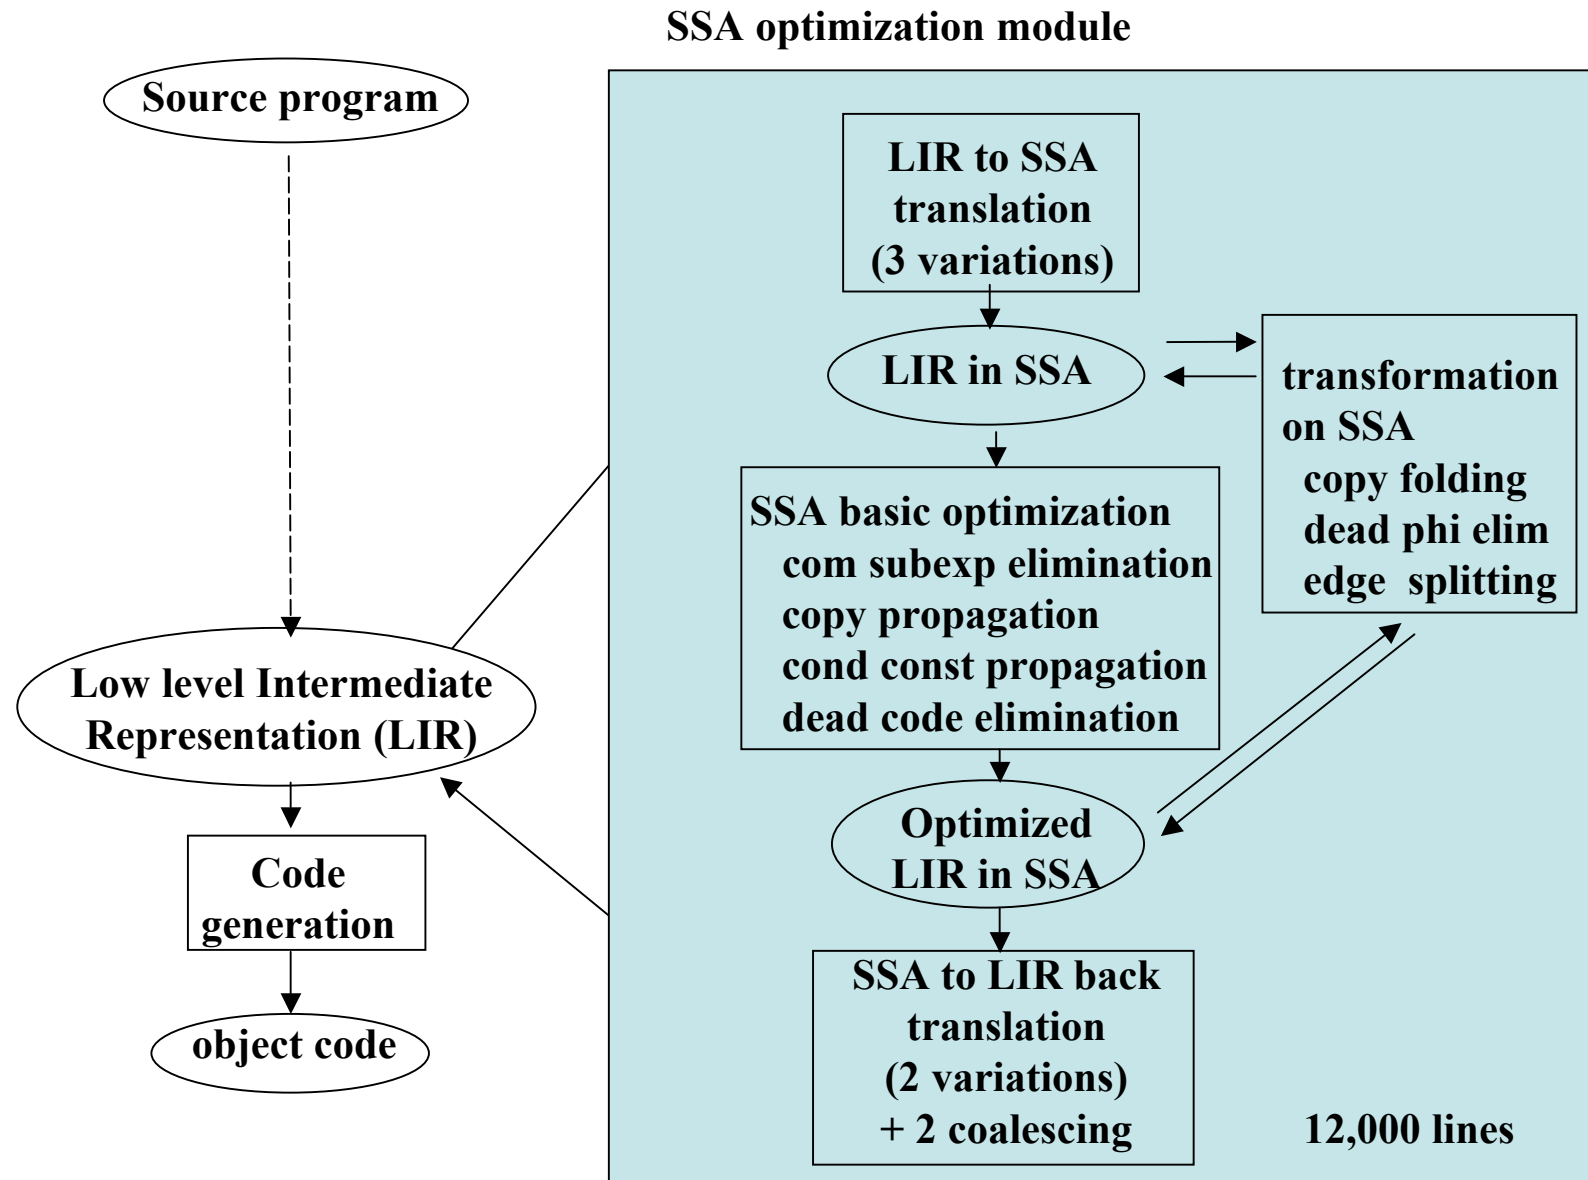 SSA optimization module
Source program
Low level Intermediate
Representation (LIR)
Code
generation
object code
LIR to SSA
translation
(3 variations)
LIR in SSA
transformation
on SSA
copy folding
dead phi elim
edge splitting
SSA basic optimization
com subexp elimination
copy propagation
cond const propagation
dead code elimination
Optimized
LIR in SSA
SSA to LIR back
translation
(2 variations)
+ 2 coalescing
12,000 lines